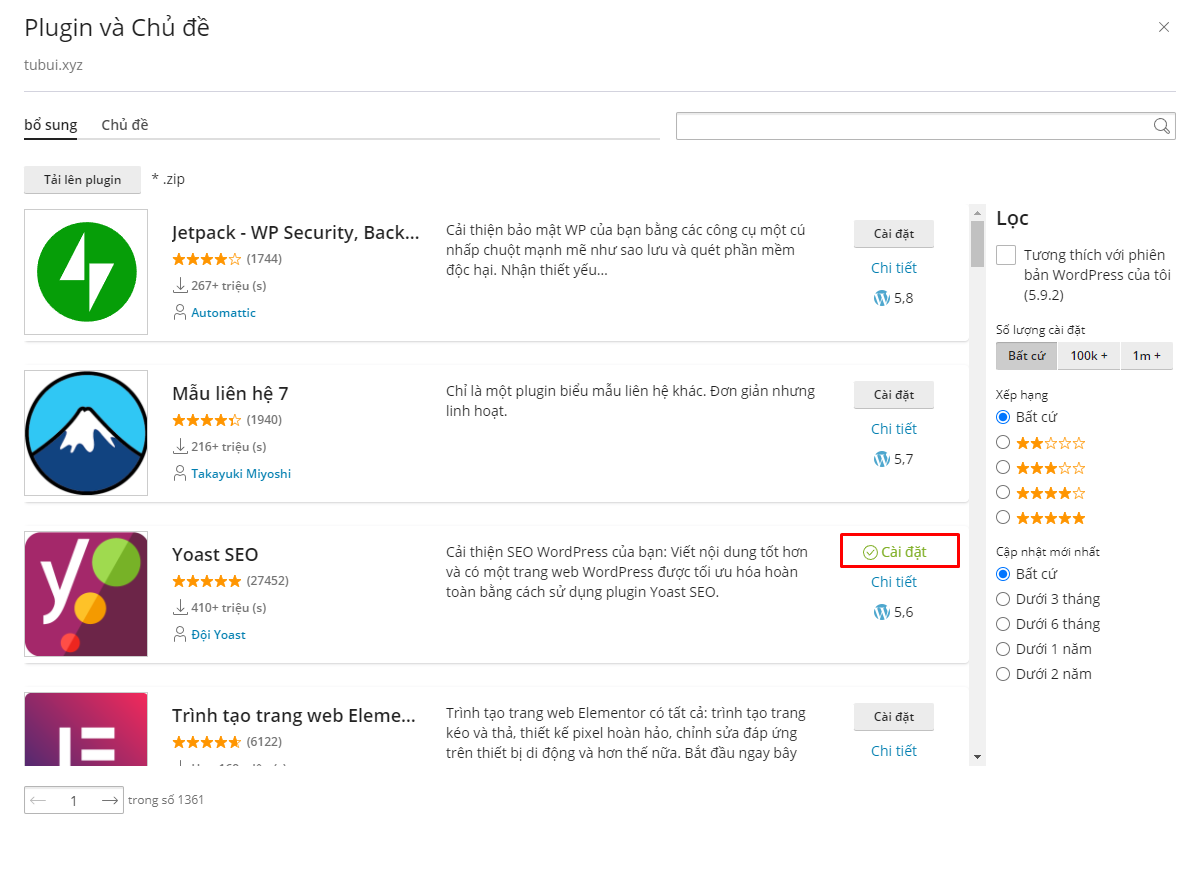 Plugin và Chủ đề
tubui.xyz
bổ sung
Chủ đề
Tải lên plugin
* .zip
Jetpack - WP Security, Back...
(1744)
267+ triệu (s)
Automattic
Cải thiện bảo mật WP của bạn bằng các công cụ một cú
nhấp chuột mạnh mẽ như sao lưu và quét phần mềm
độc hại. Nhận thiết yếu...
Cài đặt
Chi tiết
5,8
Mẫu liên hệ 7
(1940)
216+ triệu (s)
Takayuki Miyoshi
Chỉ là một plugin biểu mẫu liên hệ khác. Đơn giản nhưng
linh hoạt.
Cài đặt
Chi tiết
5,7
Yoast SEO
(27452)
410+ triệu (s)
Đội Yoast
Cải thiện SEO WordPress của bạn: Viết nội dung tốt hơn
và có một trang web WordPress được tối ưu hóa hoàn
toàn bằng cách sử dụng plugin Yoast SEO.
Cài đặt
Chi tiết
5,6
Trình tạo trang web Eleme...
(6122)
Trình tạo trang web Elementor có tất cả: trình tạo trang
kéo và thả, thiết kế pixel hoàn hảo, chỉnh sửa đáp ứng
trên thiết bị di động và hơn thế nữa. Bắt đầu ngay bây
Cài đặt
Chi tiết
Lọc
Tương thích với phiên
bản WordPress của tôi
(5.9.2)
Số lượng cài đặt
Bất cứ
100k +
1m +
Xếp hạng
Bất cứ
Cập nhật mới nhất
Bất cứ
Dưới 3 tháng
Dưới 6 tháng
Dưới 1 năm
Dưới 2 năm
1
trong số 1361